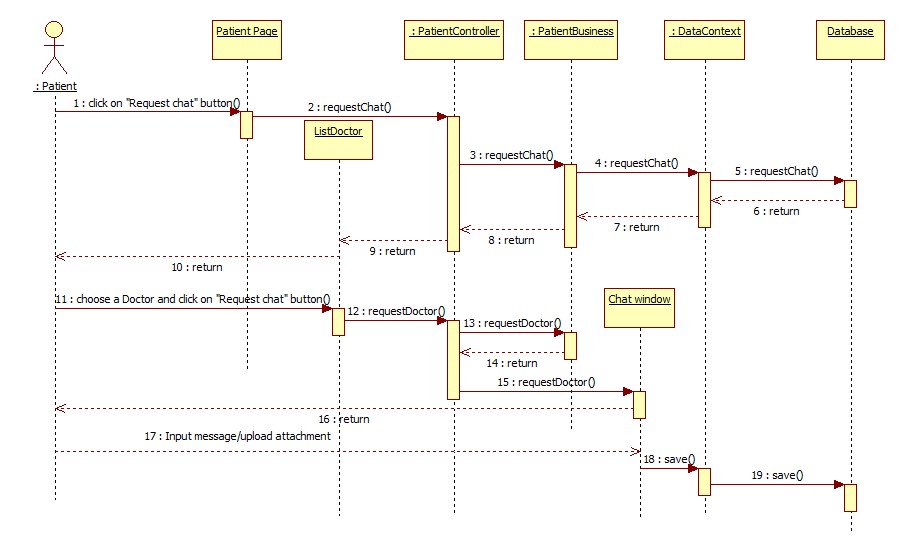 Patient Page
: PatientController
: PatientBusiness
: DataContext
Database
: Patient
1 : click on "Request chat" button()
2 : requestChat()
ListDoctor
3 : requestChat()
4 : requestChat()
5 : requestChat()
6 : return
7 : return
8 : return
9 : return
10 : return
11 : choose a Doctor and click on "Request chat" button()
Chat window
12 : requestDoctor()
13 : requestDoctor()
14 : return
15 : requestDoctor()
16 : return
17 : Input message/upload attachment
18 : save()
19 : save()